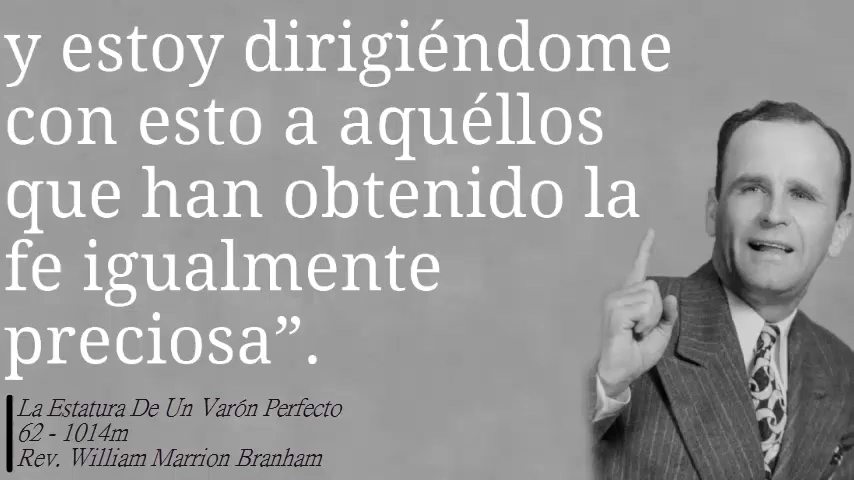 y estoy dirigiéndome
con esto a aquéllos
que han obtenido la
fe igualmente
preciosa”.
La Estatura De Un Varón Perfecto
62 - 1014m
Rev. William Marrion Branham